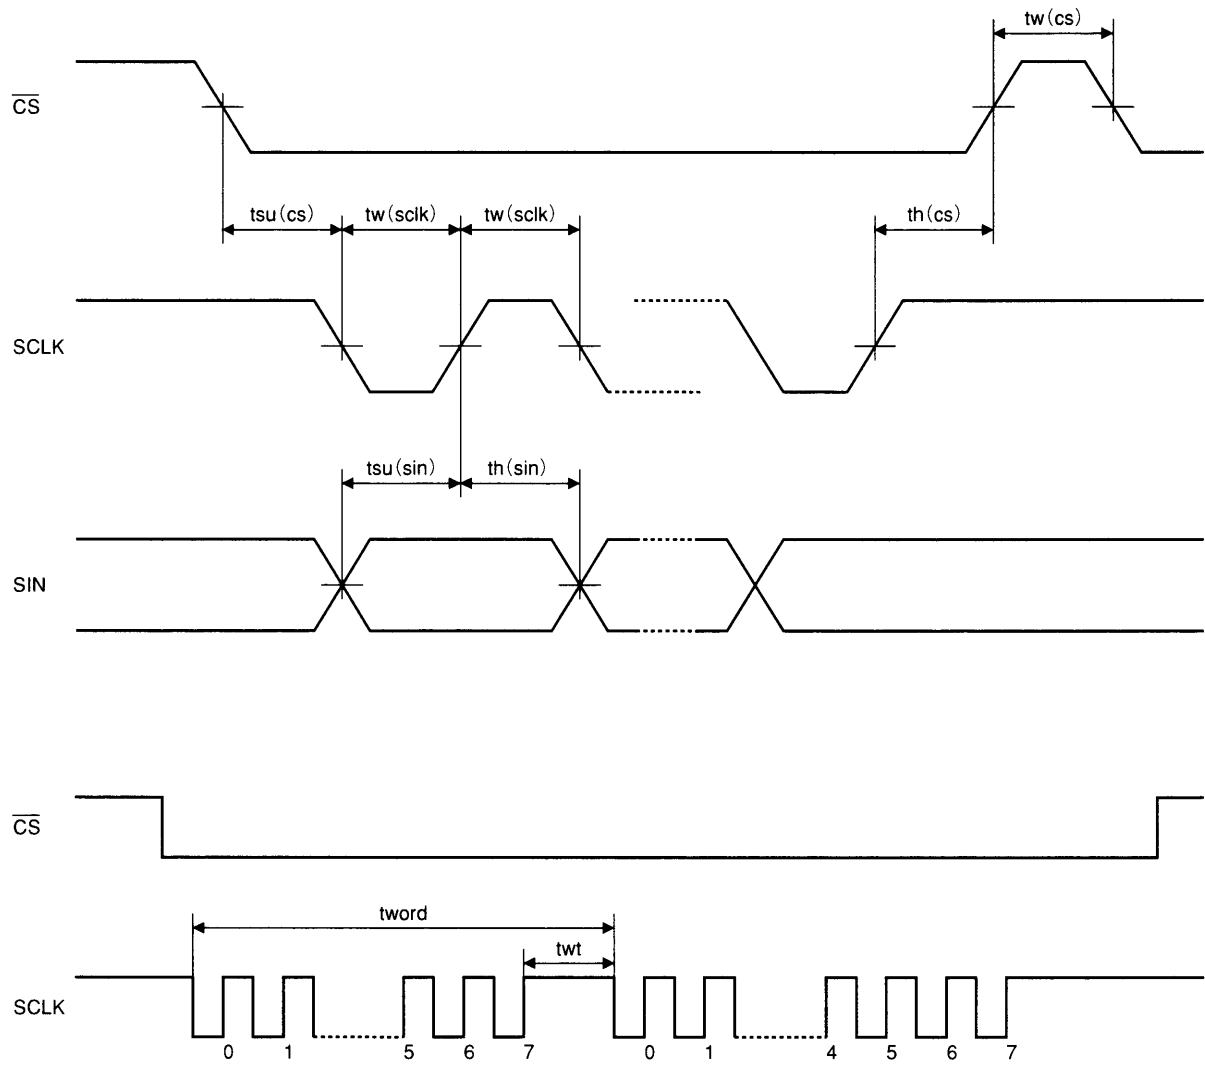 tw(cs)
CS
tsu(cs) tw(sclk) tw(sclk) th(cs)
SCLK
tsu(sin) th(sin)
SIN
CS
tword
twt
SCLK
0 1 5 6 7 0 1 4 5 6 7